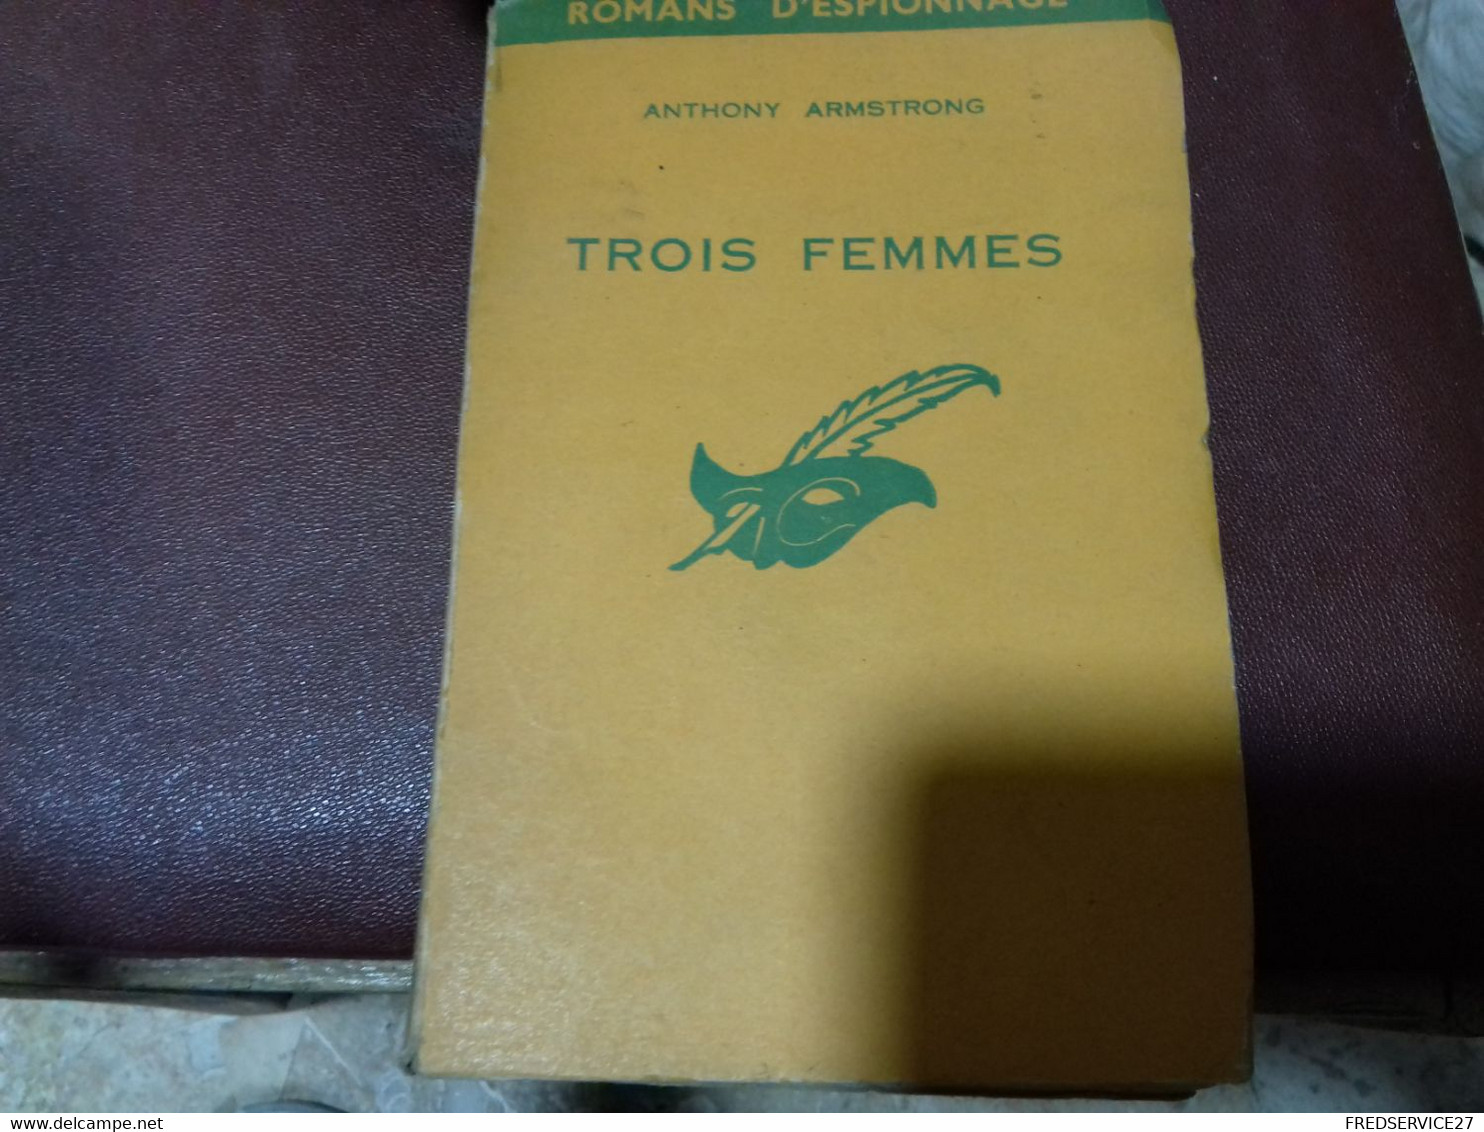 ROMANS D'ESPIONNAGE
ANTHONY ARMSTRONG
TROIS FEMMES
www.delcampe.net
FREDSERVICE27